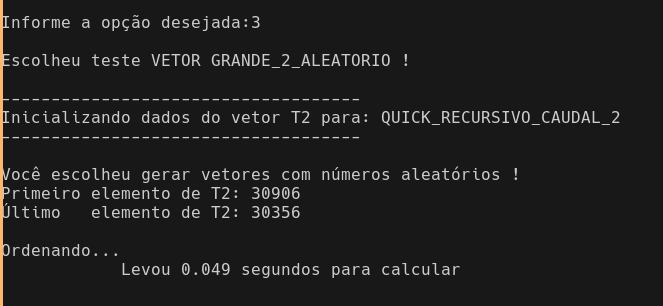 Informe a opção desejada:3
Escolheu teste VETOR GRANDE_2_ALEATORIO !
------------------------------------
Inicializando dados do vetor T2 para: QUICK_RECURSIVO_CAUDAL_2
------------------------------------
Você escolheu gerar vetores com números aleatórios !
Primeiro elemento de T2: 30906
Último   elemento de T2: 30356
Ordenando...
Levou 0.049 segundos para calcular